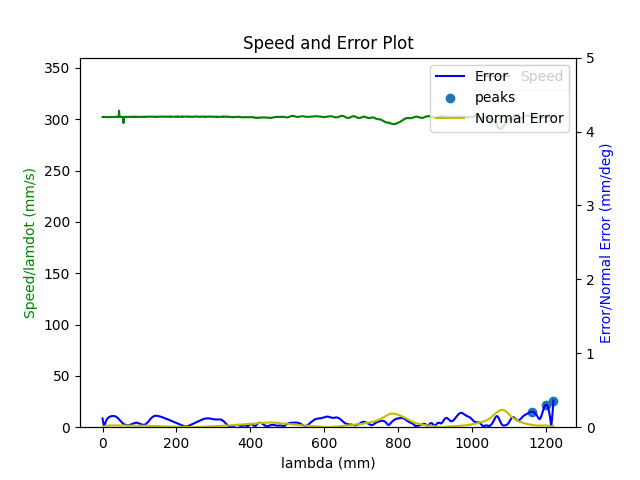 Speed and Error Plot
Error
Speed
peaks
Normal Error
350
300
250
200
150
100
50
0
5
4
3
2
1
0
0 200 400 600 800 1000 1200
lambda (mm)
Speed/lamdot (mm/s)
Error/Normal Error (mm/deg)